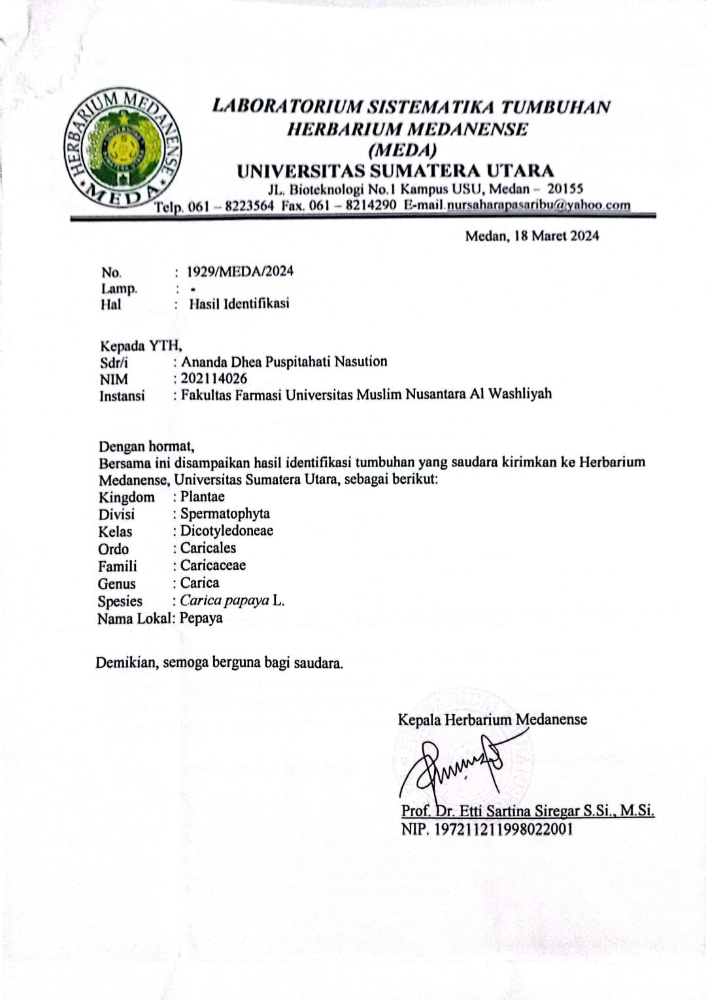 HERBARIUM MEDANENSE
MEDA
LABORATORIUM SISTEMATIKA TUMBUHAN
HERBARIUM MEDANENSE
(MEDA)
UNIVERSITAS SUMATERA UTARA
JL. Bioteknologi No.1 Kampus USU, Medan – 20155
Telp. 061 – 8223564 Fax. 061 – 8214290 E-mail.nursaharapasaribu@yahoo.com
Medan, 18 Maret 2024
No. : 1929/MEDA/2024
Lamp. : -
Hal : Hasil Identifikasi
Kepada YTH,
Sdr/i : Ananda Dhea Puspitahati Nasution
NIM : 202114026
Instansi : Fakultas Farmasi Universitas Muslim Nusantara Al Washliyah
Dengan hormat,
Bersama ini disampaikan hasil identifikasi tumbuhan yang saudara kirimkan ke Herbarium
Medanense, Universitas Sumatera Utara, sebagai berikut:
Kingdom : Plantae
Divisi : Spermatophyta
Kelas : Dicotyledoneae
Ordo : Caricales
Famili : Caricaceae
Genus : Carica
Spesies : Carica papaya L.
Nama Lokal: Pepaya
Demikian, semoga berguna bagi saudara.
Kepala Herbarium Medanense
Prof. Dr. Etti Sartina Siregar S.Si., M.Si.
NIP. 197211211998022001